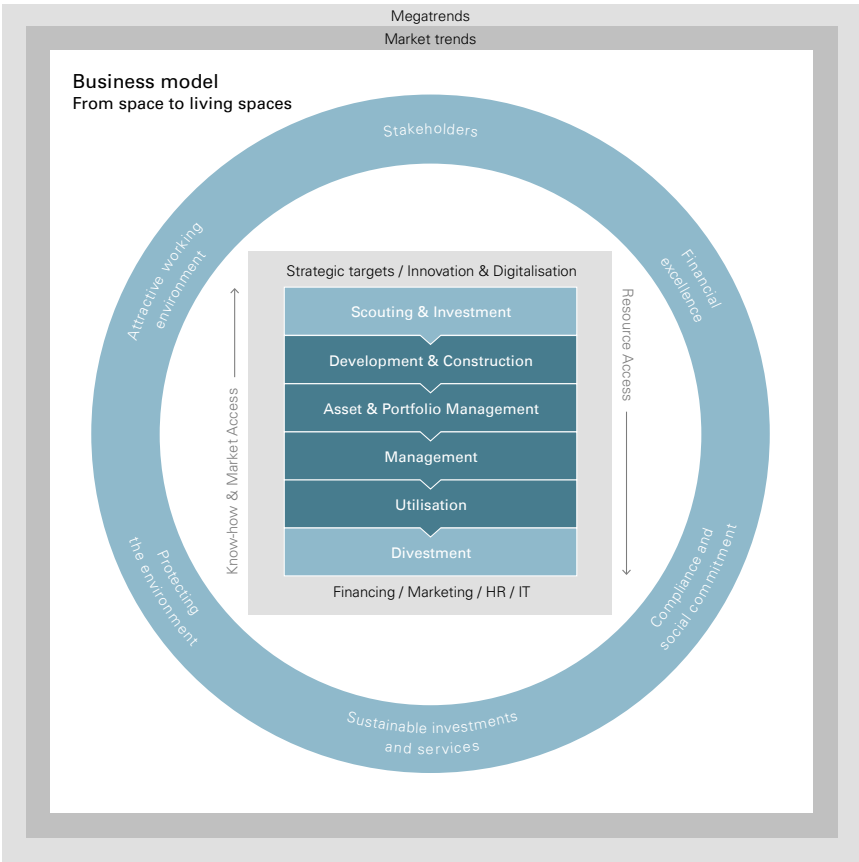 Megatrends
Market trends
Business model
From space to living spaces
Stakeholders
Attractive working
environment
Financial
excellence
Strategic targets / Innovation & Digitalisation
Scouting & Investment
Development & Construction
Asset & Portfolio Management
Management
Utilisation
Divestment
Financing / Marketing / HR / IT
Know-how & Market Access
Resource Access
Protecting
the environment
Compliance and
social commitment
Sustainable investments
and services